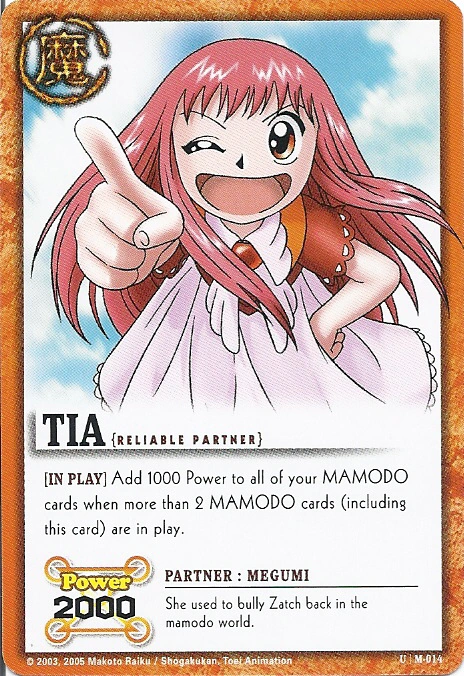 魔
TIA {RELIABLE PARTNER}
[IN PLAY] Add 1000 Power to all of your MAMODO
cards when more than 2 MAMODO cards (including
this card) are in play.
Power
2000
PARTNER : MEGUMI
She used to bully Zatch back in the
mamodo world.
© 2003, 2005 Makoto Raiku / Shogakukan, Toei Animation
U | M-014